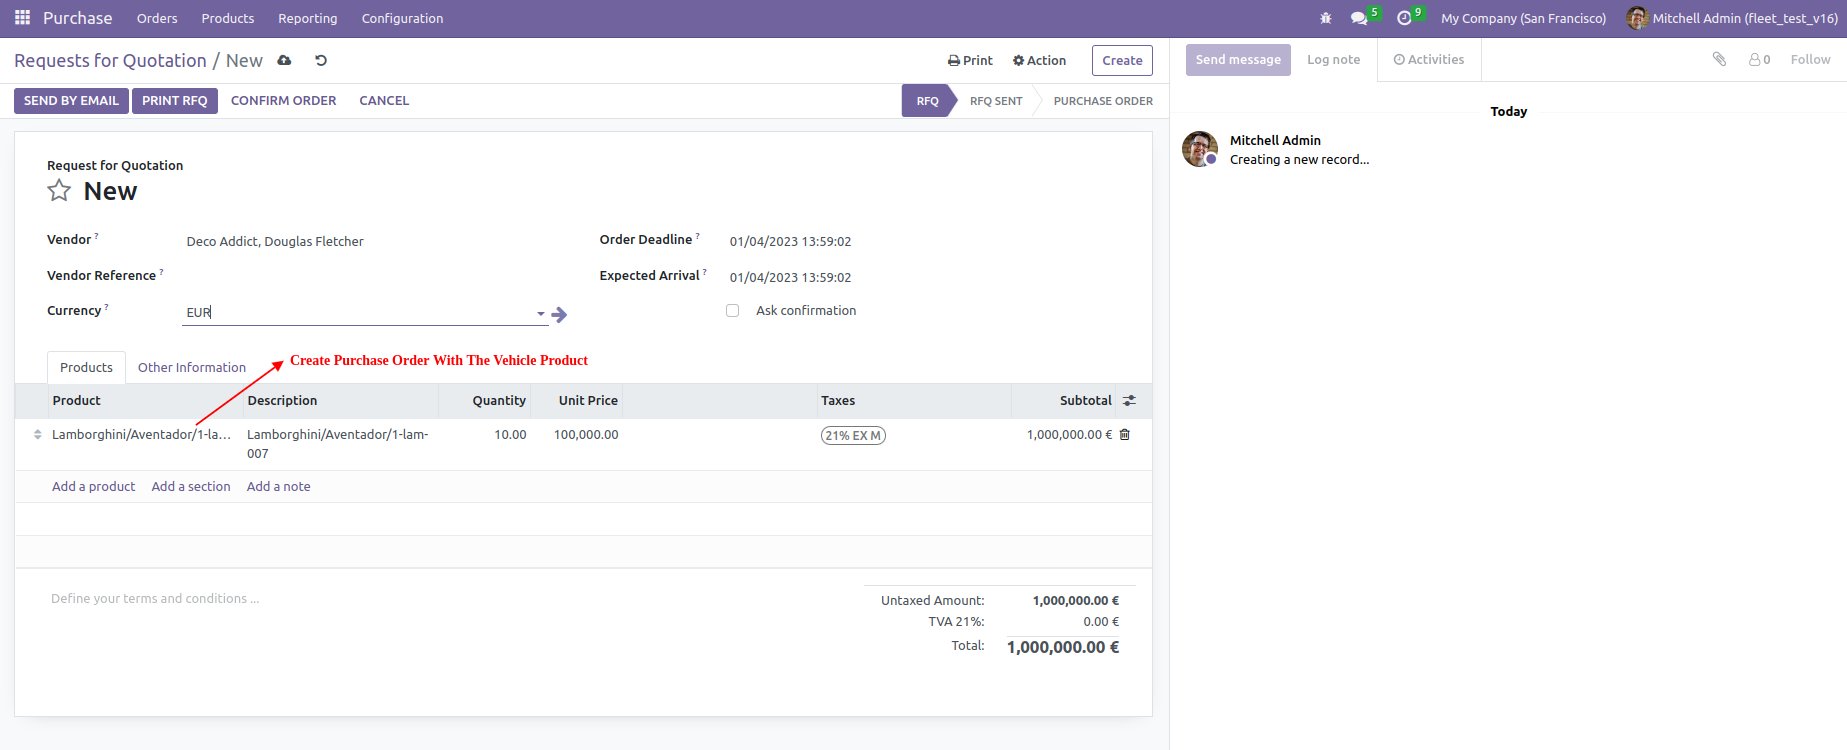 Purchase Orders Products Reporting Configuration 5 9 My Company (San Francisco) Mitchell Admin (fleet_test_v16)
Requests for Quotation / New Print Action Create
Send message Log note Activities 0 Follow
SEND BY EMAIL PRINT RFQ CONFIRM ORDER CANCEL RFQ RFQ SENT PURCHASE ORDER
Today
Mitchell Admin
Creating a new record...
Request for Quotation
New
Vendor ? Deco Addict, Douglas Fletcher Order Deadline ? 01/04/2023 13:59:02
Vendor Reference ? Expected Arrival ? 01/04/2023 13:59:02
Currency ? EUR Ask confirmation
Create Purchase Order With The Vehicle Product
Products Other Information
Product Description Quantity Unit Price Taxes Subtotal
Lamborghini/Aventador/1-la... Lamborghini/Aventador/1-lam- 10.00 100,000.00 21% EX M 1,000,000.00 €
007
Add a product Add a section Add a note
Define your terms and conditions ...
Untaxed Amount: 1,000,000.00 €
TVA 21%: 0.00 €
Total: 1,000,000.00 €